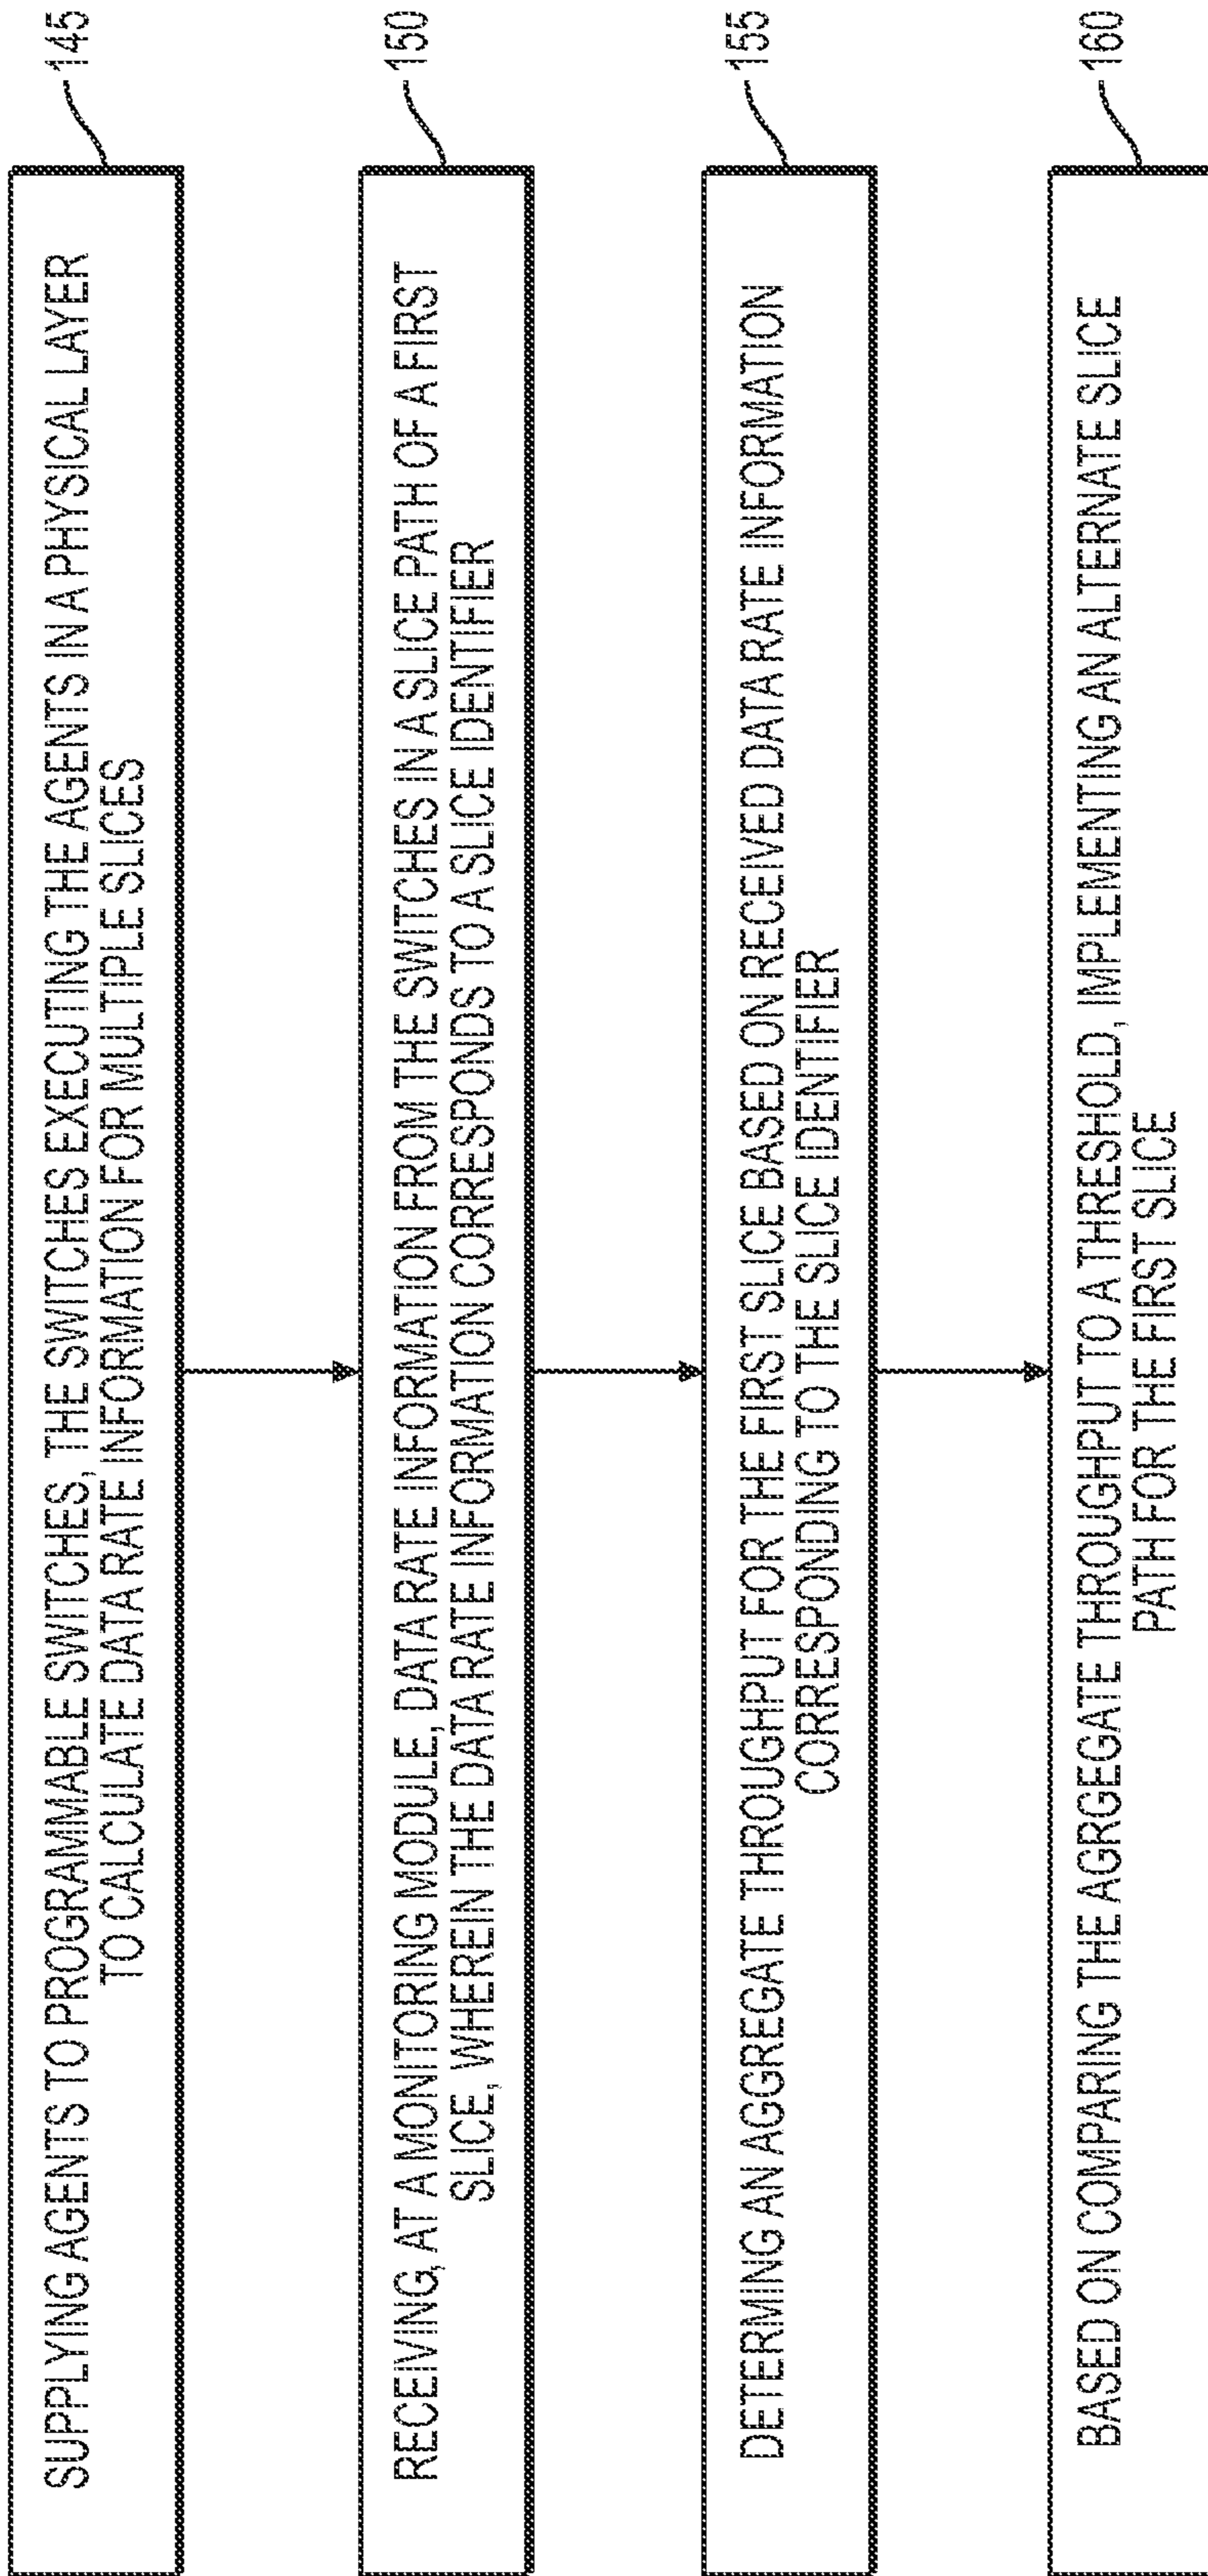 SUPPLYING AGENTS TO PROGRAMMABLE SWITCHES, THE SWITCHES EXECUTING THE AGENTS IN A PHYSICAL LAYER
TO CALCULATE DATA RATE INFORMATION FOR MULTIPLE SLICES
145
RECEIVING, AT A MONITORING MODULE, DATA RATE INFORMATION FROM THE SWITCHES IN A SLICE PATH OF A FIRST
SLICE, WHEREIN THE DATA RATE INFORMATION CORRESPONDS TO A SLICE IDENTIFIER
150
DETERMING AN AGGREGATE THROUGHPUT FOR THE FIRST SLICE BASED ON RECEIVED DATA RATE INFORMATION
CORRESPONDING TO THE SLICE IDENTIFIER
155
BASED ON COMPARING THE AGRGEGATE THROUGHPUT TO A THRESHOLD, IMPLEMENTING AN ALTERNATE SLICE
PATH FOR THE FIRST SLICE
160